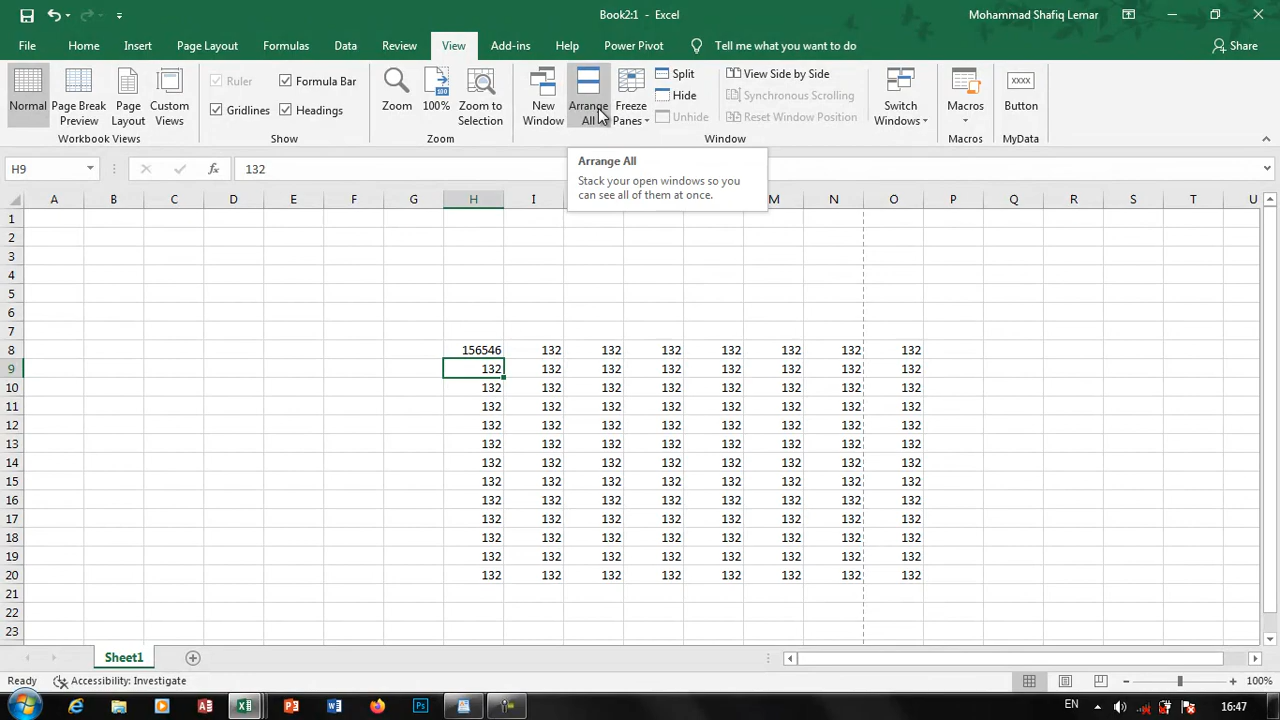 Book2:1 - Excel
Mohammad Shafiq Lemar
File Home Insert Page Layout Formulas Data Review View Add-ins Help Power Pivot Tell me what you want to do Share
Normal
Page Break
Preview
Page
Layout
Custom
Views
Workbook Views
Ruler
Formula Bar
Gridlines
Headings
Show
Zoom
100%
Zoom to
Selection
Zoom
New
Window
Arrange
All
Freeze
Panes
Split
Hide
Unhide
View Side by Side
Synchronous Scrolling
Reset Window Position
Switch
Windows
Window
Macros
Macros
xxxx
Button
MyData
H9 fx 132
Arrange All
Stack your open windows so you
can see all of them at once.
A B C D E F G H I M N O P Q R S T U
1
2
3
4
5
6
7
8 156546 132 132 132 132 132 132 132
9 132 132 132 132 132 132 132 132
10 132 132 132 132 132 132 132 132
11 132 132 132 132 132 132 132 132
12 132 132 132 132 132 132 132 132
13 132 132 132 132 132 132 132 132
14 132 132 132 132 132 132 132 132
15 132 132 132 132 132 132 132 132
16 132 132 132 132 132 132 132 132
17 132 132 132 132 132 132 132 132
18 132 132 132 132 132 132 132 132
19 132 132 132 132 132 132 132 132
20 132 132 132 132 132 132 132 132
21
22
23
Sheet1
Ready Accessibility: Investigate 100%
EN 16:47